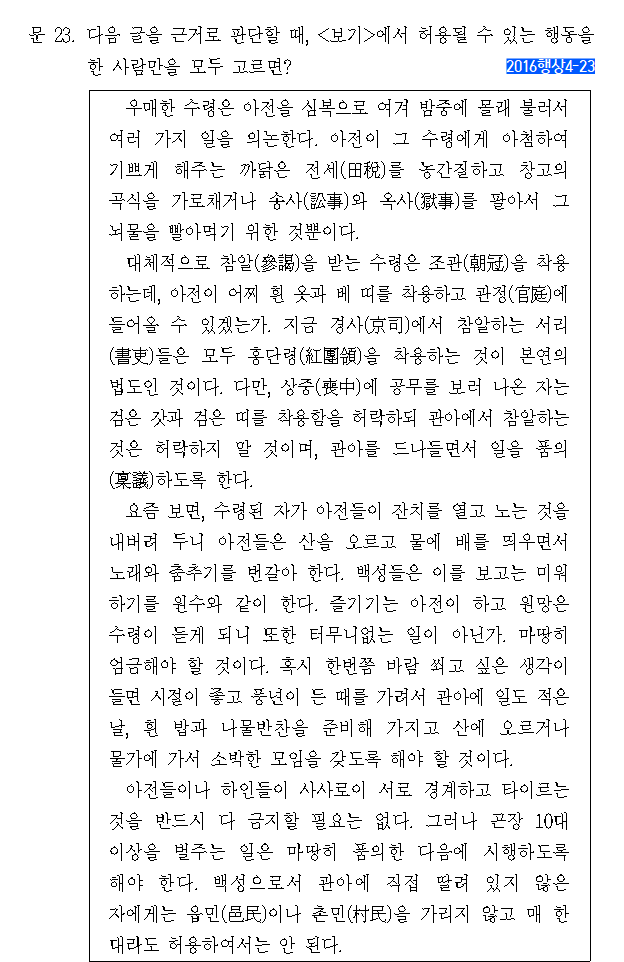 문 23. 다음 글을 근거로 판단할 때, <보기>에서 허용될 수 있는 행동을
한 사람만을 모두 고르면?
2016행상4-23
우매한 수령은 아전을 심복으로 여겨 밤중에 몰래 불러서
여러 가지 일을 의논한다. 아전이 그 수령에게 아첨하여
기쁘게 해주는 까닭은 전세(田稅)를 농간질하고 창고의
곡식을 가로채거나 송사(訟事)와 옥사(獄事)를 팔아서 그
뇌물을 빨아먹기 위한 것뿐이다.
대체적으로 참알(參謁)을 받는 수령은 조관(朝冠)을 착용
하는데, 아전이 어찌 흰 옷과 베 띠를 착용하고 관정(官庭)에
들어올 수 있겠는가. 지금 경사(京司)에서 참알하는 서리
(書吏)들은 모두 홍단령(紅團領)을 착용하는 것이 본연의
법도인 것이다. 다만, 상중(喪中)에 공무를 보러 나온 자는
검은 갓과 검은 띠를 착용함을 허락하되 관아에서 참알하는
것은 허락하지 말 것이며, 관아를 드나들면서 일을 품의
(稟議)하도록 한다.
요즘 보면, 수령된 자가 아전들이 잔치를 열고 노는 것을
내버려 두니 아전들은 산을 오르고 물에 배를 띄우면서
노래와 춤추기를 번갈아 한다. 백성들은 이를 보고는 미워
하기를 원수와 같이 한다. 즐기기는 아전이 하고 원망은
수령이 듣게 되니 또한 터무니없는 일이 아닌가. 마땅히
엄금해야 할 것이다. 혹시 한번쯤 바람 쐬고 싶은 생각이
들면 시절이 좋고 풍년이 든 때를 가려서 관아에 일도 적은
날, 흰 밥과 나물반찬을 준비해 가지고 산에 오르거나
물가에 가서 소박한 모임을 갖도록 해야 할 것이다.
아전들이나 하인들이 사사로이 서로 경계하고 타이르는
것을 반드시 다 금지할 필요는 없다. 그러나 곤장 10대
이상을 벌주는 일은 마땅히 품의한 다음에 시행하도록
해야 한다. 백성으로서 관아에 직접 딸려 있지 않은
자에게는 읍민(邑民)이나 촌민(村民)을 가리지 않고 매 한
대라도 허용하여서는 안 된다.